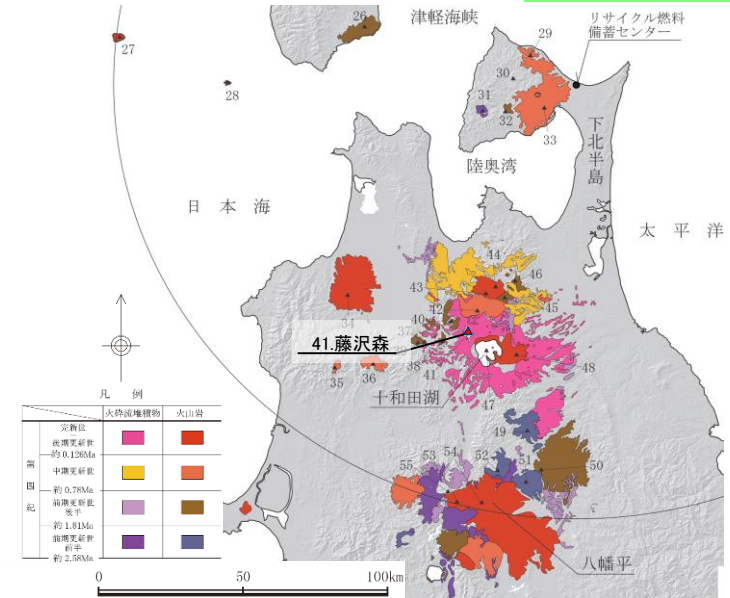 津軽海峡
リサイクル燃料
備蓄センター
26
27
28
29
30
31
32
33
下北半島
陸奥湾
日本海
太平洋
44
43
46
42
45
40
37
34
41.藤沢森
38
41
48
35
36
47
十和田湖
49
凡例
火砕流堆積物
火山岩
第四紀
完新世
～
後期更新世
約0.126Ma
中期更新世
約0.78Ma
前期更新世
後半
約1.81Ma
前期更新世
前半
約2.58Ma
53
54
52
51
50
55
八幡平
0
50
100km